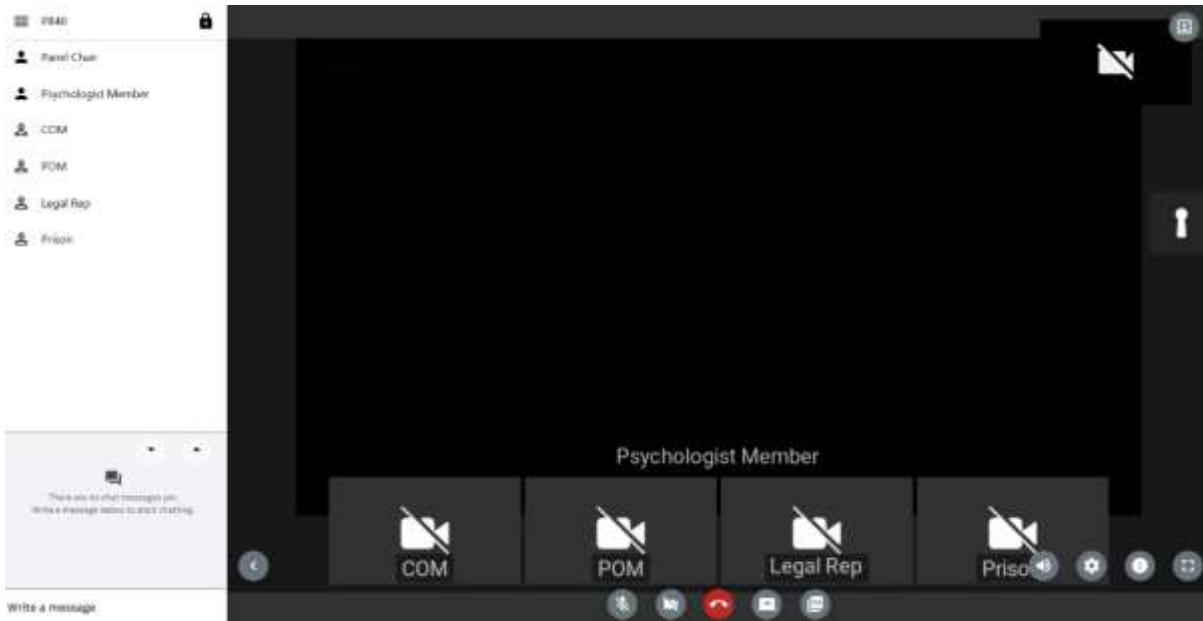 PB40
Panel Chair
Psychologist Member
COM
POM
Legal Rep
Prison
There are no chat messages yet.
Write a message below to start chatting.
Write a message
Psychologist Member
COM
POM
Legal Rep
Priso